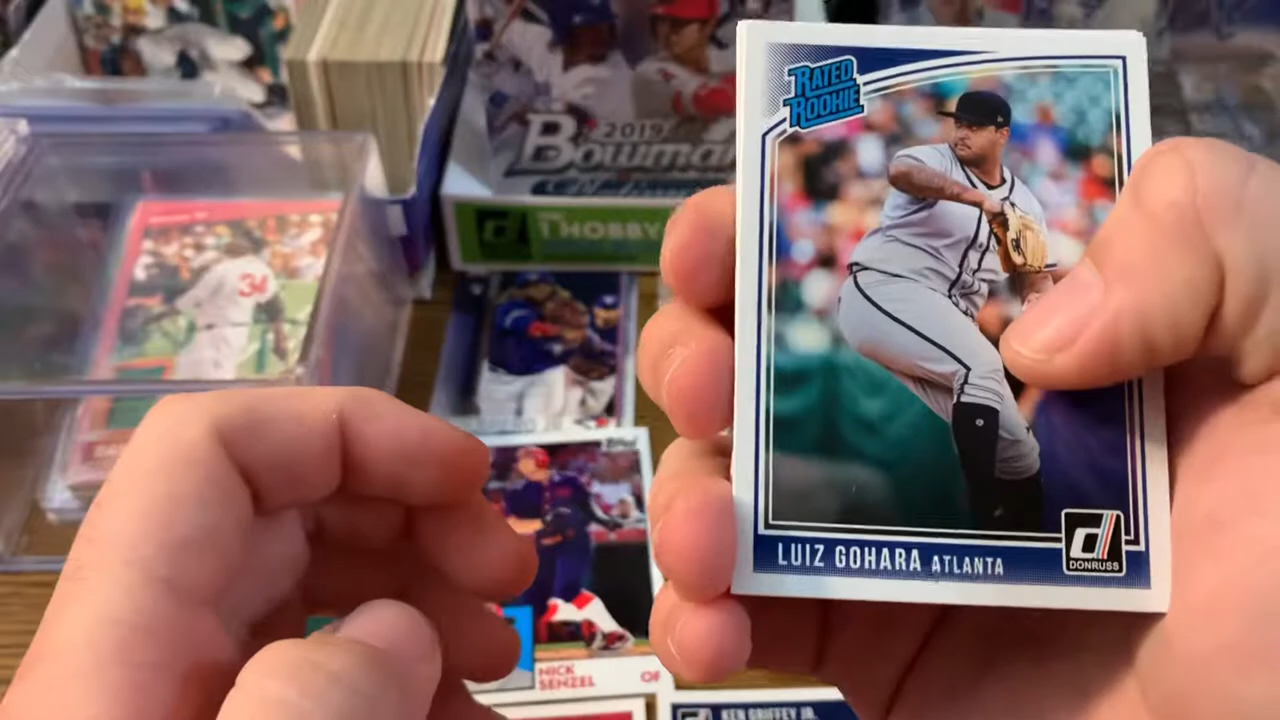 RATED
ROOKIE
LUIZ GOHARA ATLANTA
DONRUSS
2019
Bowman
HOBBY
34
Topps
NICK
SENZEL
OF
KEN GRIFFEY JR.